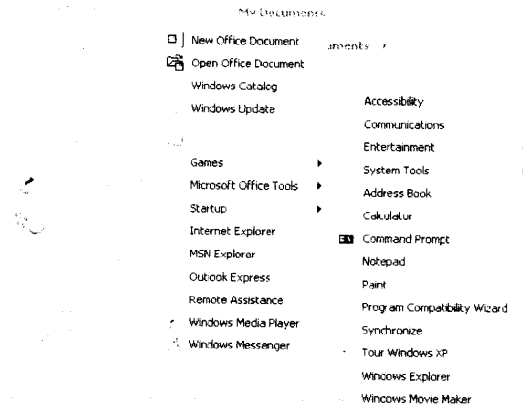 My Documents
New Office Document
uments
Open Office Document
Windows Catalog
Windows Update
Games
Microsoft Office Tools
Startup
Internet Explorer
MSN Explorer
Outlook Express
Remote Assistance
Windows Media Player
Windows Messenger
Accessibility
Communications
Entertainment
System Tools
Address Book
Calculator
Command Prompt
Notepad
Paint
Program Compatibility Wizard
Synchronize
Tour Windows XP
Windows Explorer
Windows Movie Maker